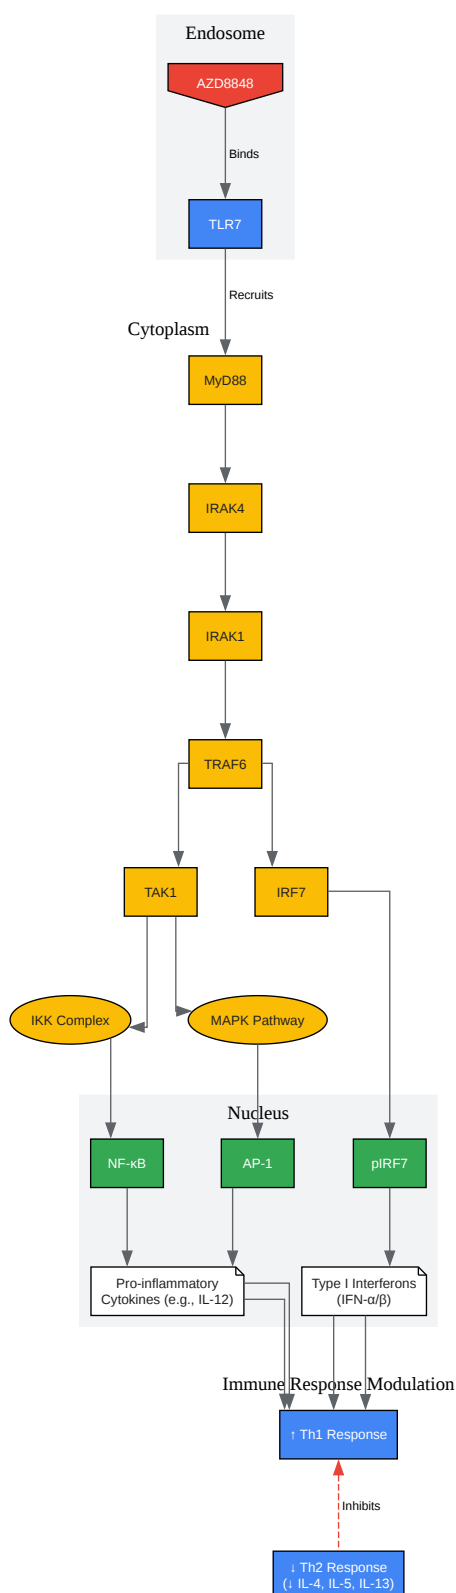 Endosome
AZD8848
Binds
TLR7
Recruits
Cytoplasm
MyD88
IRAK4
IRAK1
TRAF6
TAK1
IRF7
IKK Complex
MAPK Pathway
Nucleus
NF-κB
AP-1
pIRF7
Pro-inflammatory
Cytokines (e.g., IL-12)
Type I Interferons
(IFN-α/β)
Immune Response Modulation
↑ Th1 Response
Inhibits
↓ Th2 Response
(↓ IL-4, IL-5, IL-13)